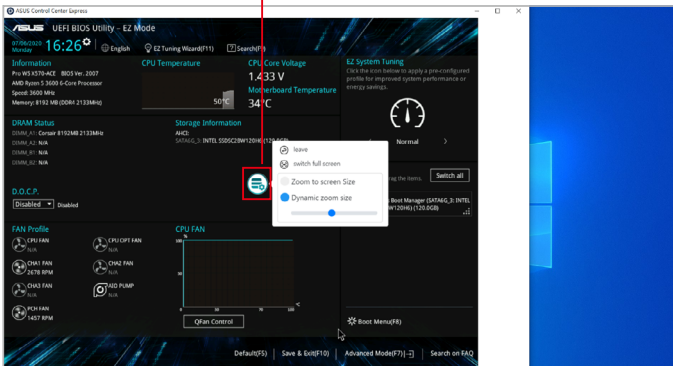 ASUS Control Center Express
ASUS UEFI BIOS Utility – EZ Mode
07/06/2020 Monday 16:26 English EZ Tuning Wizard(F11) Search(F9)
Information
Pro WS X570-ACE BIOS Ver. 2007
AMD Ryzen 5 3600 6-Core Processor
Speed: 3600 MHz
Memory: 8192 MB (DDR4 2133MHz)
CPU Temperature
50°C
CPU Core Voltage
1.433 V
Motherboard Temperature
34°C
EZ System Tuning
Click the icon below to apply a pre-configured
profile for improved system performance or
energy savings.
Normal
DRAM Status
DIMM_A1: Corsair 8192MB 2133MHz
DIMM_A2: N/A
DIMM_B1: N/A
DIMM_B2: N/A
Storage Information
AHCI:
SATA6G_3: INTEL SSDSC2BW120H6 (120.0GB)
leave
switch full screen
Zoom to screen Size
Dynamic zoom size
ing the items. Switch all
Boot Manager (SATA6G_3: INTEL
W120H6) (120.0GB)
D.O.C.P.
Disabled Disabled
FAN Profile
CPU FAN
N/A
CPU OPT FAN
N/A
CHA1 FAN
2678 RPM
CHA2 FAN
N/A
CHA3 FAN
N/A
AIO PUMP
N/A
PCH FAN
1457 RPM
CPU FAN
%
100
50
0 30 70 100
°C
QFan Control
Boot Menu(F8)
Default(F5) Save & Exit(F10) Advanced Mode(F7) Search on FAQ